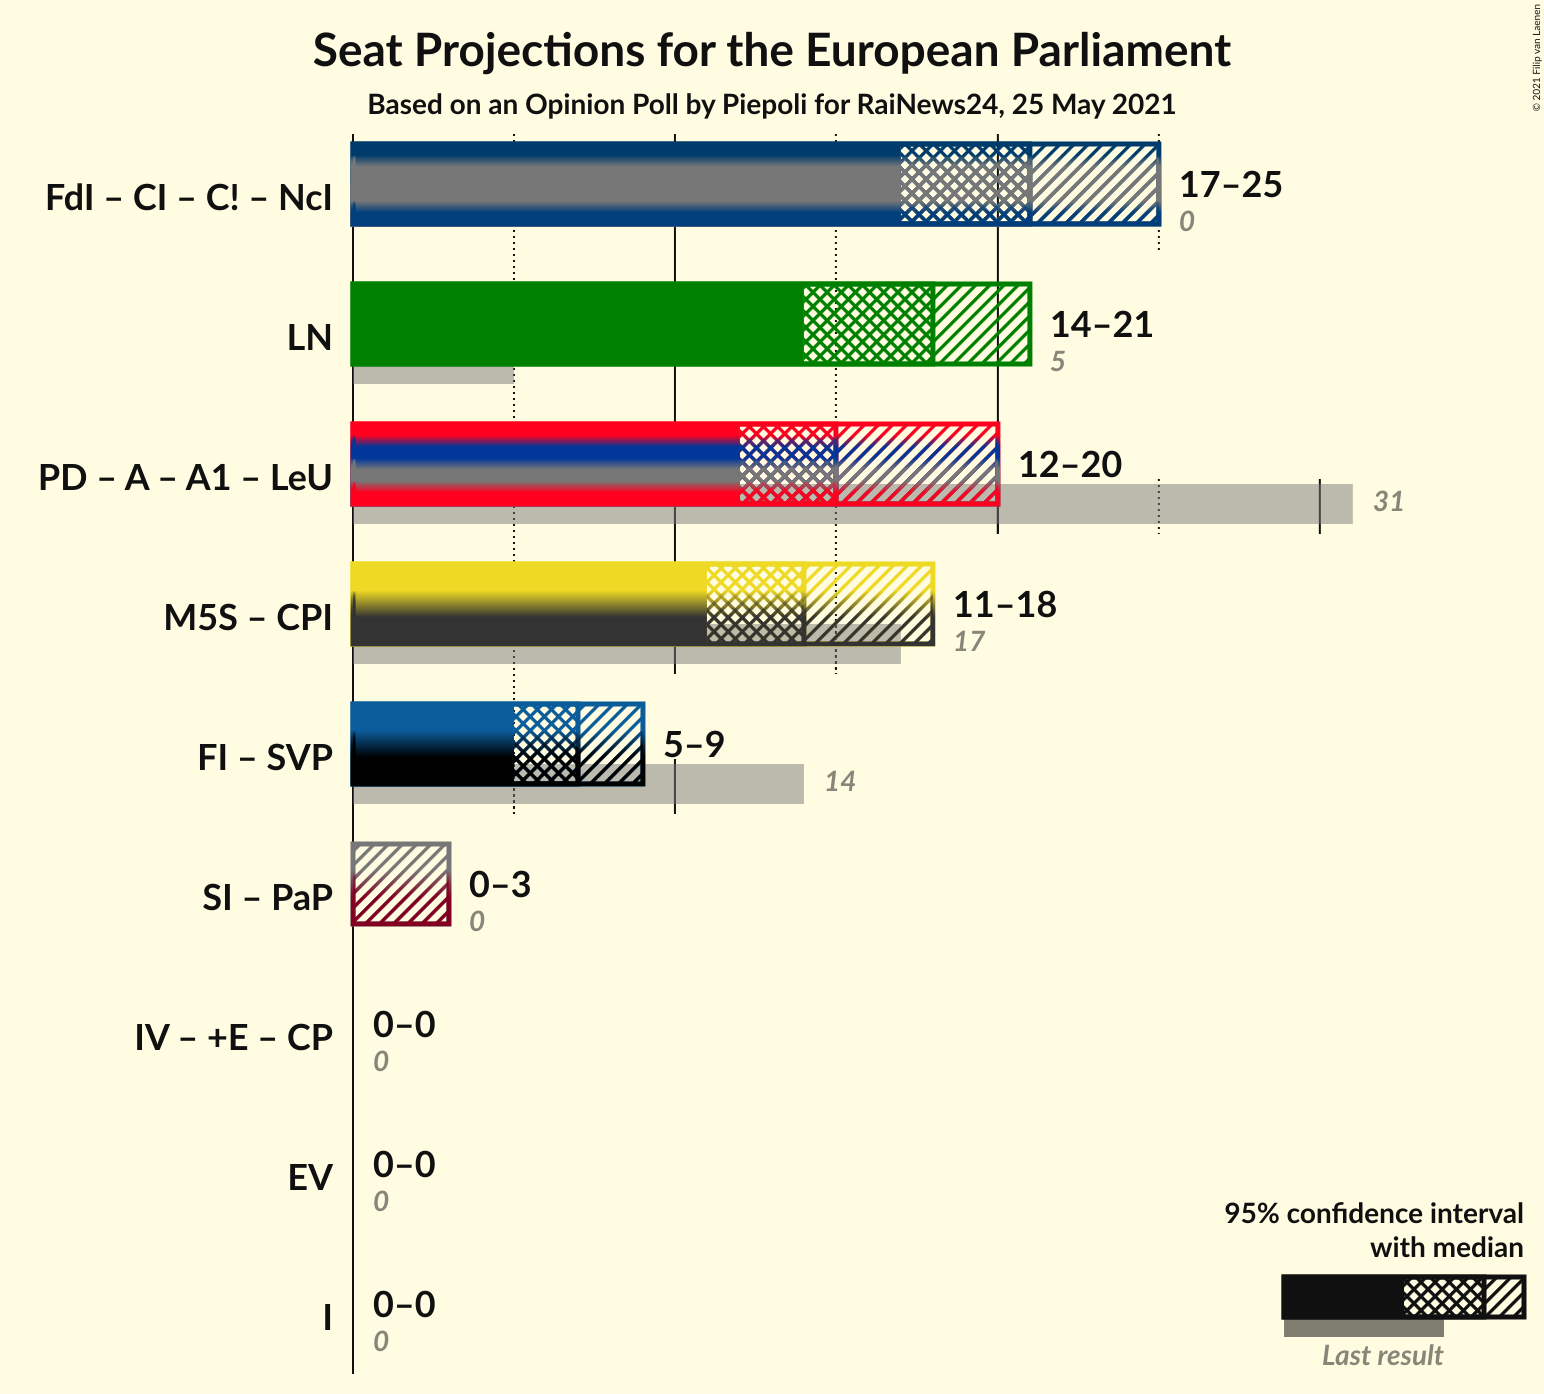 Seat Projections for the European Parliament
Based on an Opinion Poll by Piepoli for RaiNews24, 25 May 2021
© 2021 Filip van Laenen
FdI – CI – C! – NcI
17–25
0
LN
14–21
5
PD – A – A1 – LeU
12–20
31
M5S – CPI
11–18
17
FI – SVP
5–9
14
SI – PaP
0–3
0
IV – +E – CP
0–0
0
EV
0–0
0
I
0–0
0
95% confidence interval
with median
Last result